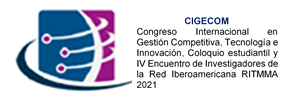 CIGECOM
Congreso Internacional en
Gestión Competitiva, Tecnología e
Innovación, Coloquio estudiantil y
IV Encuentro de Investigadores de
la Red Iberoamericana RITMMA
2021